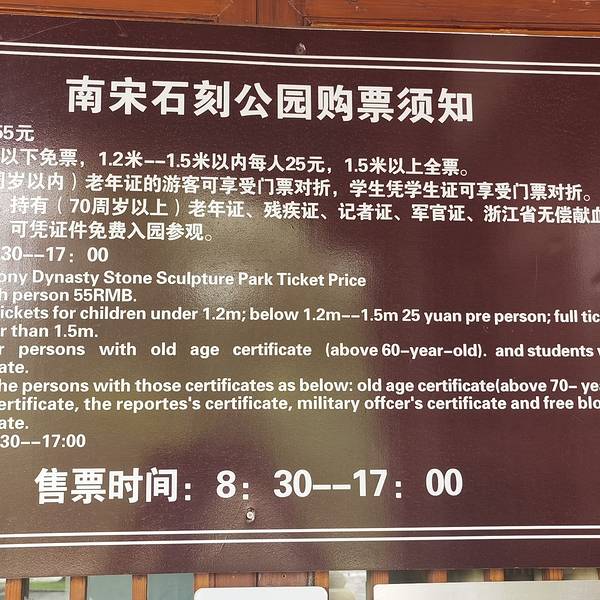 南宋石刻公园购票须知
55元
以下免票，1.2米--1.5米以内每人25元，1.5米以上全票。
周岁以内）老年证的游客可享受门票对折，学生凭学生证可享受门票对折。
持有（70周岁以上）老年证、残疾证、记者证、军官证、浙江省无偿献血
可凭证件免费入园参观。
30--17：00
ony Dynasty Stone Sculpture Park Ticket Price
h person 55RMB.
ickets for children under 1.2m; below 1.2m--1.5m 25 yuan pre person; full tic
r than 1.5m.
r persons with old age certificate (above 60-year-old). and students
ate.
he persons with those certificates as below: old age certificate(above 70- yea
ertificate, the reportes's certificate, military offcer's certificate and free blo
ate.
30--17:00
售票时间：8：30--17：00